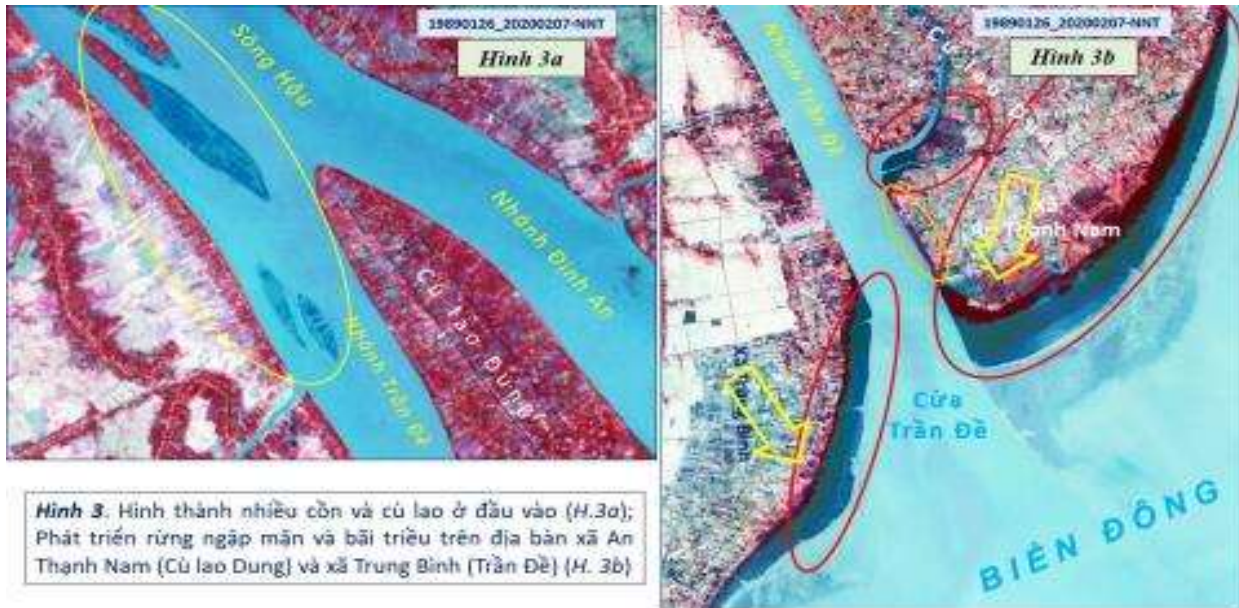 19890126_20200207-NNT
Hình 3a
Sông Hậu
Nhánh Định An
Cù lao Dung
Nhánh Trần Đề
Hình 3. Hình thành nhiều cồn và cù lao ở đầu vào (H.3a);
Phát triển rừng ngập mặn và bãi triều trên địa bàn xã An
Thạnh Nam (Cù lao Dung) và xã Trung Bình (Trần Đề) (H. 3b)
19890126_20200207-NNT
Hình 3b
Nhánh Trần Đề
An Thạnh Nam
Trung Bình
Cửa
Trần Đề
BIỂN ĐÔNG